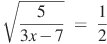 √(5/(3x − 7)) = 1/2